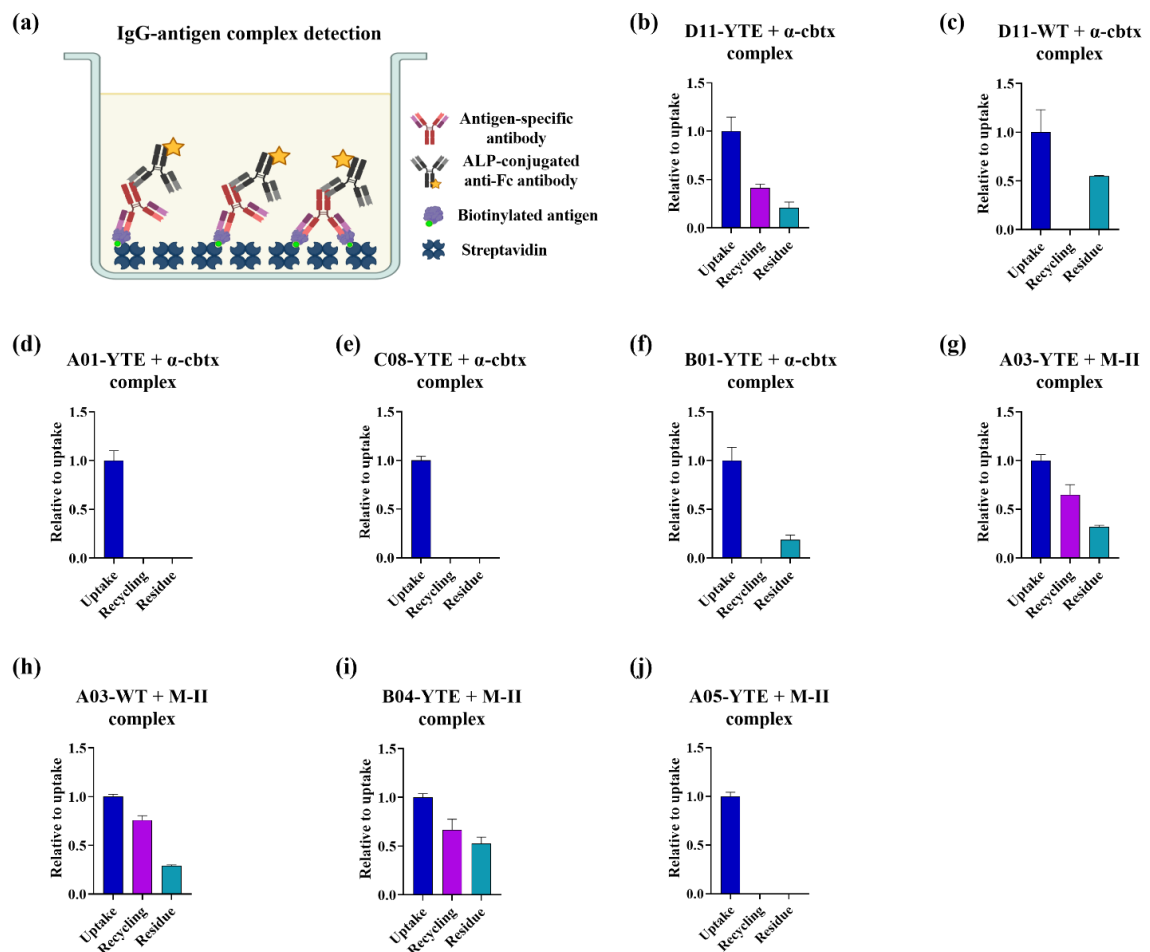 (a)
IgG-antigen complex detection
Antigen-specific
antibody
ALP-conjugated
anti-Fc antibody
Biotinylated antigen
Streptavidin
(b)
D11-YTE + α-cbtx
complex
Relative to uptake
1.5
1.0
0.5
0.0
Uptake
Recycling
Residue
(c)
D11-WT + α-cbtx
complex
Relative to uptake
1.5
1.0
0.5
0.0
Uptake
Recycling
Residue
(d)
A01-YTE + α-cbtx
complex
Relative to uptake
1.5
1.0
0.5
0.0
Uptake
Recycling
Residue
(e)
C08-YTE + α-cbtx
complex
Relative to uptake
1.5
1.0
0.5
0.0
Uptake
Recycling
Residue
(f)
B01-YTE + α-cbtx
complex
Relative to uptake
1.5
1.0
0.5
0.0
Uptake
Recycling
Residue
(g)
A03-YTE + M-II
complex
Relative to uptake
1.5
1.0
0.5
0.0
Uptake
Recycling
Residue
(h)
A03-WT + M-II
complex
Relative to uptake
1.5
1.0
0.5
0.0
Uptake
Recycling
Residue
(i)
B04-YTE + M-II
complex
Relative to uptake
1.5
1.0
0.5
0.0
Uptake
Recycling
Residue
(j)
A05-YTE + M-II
complex
Relative to uptake
1.5
1.0
0.5
0.0
Uptake
Recycling
Residue